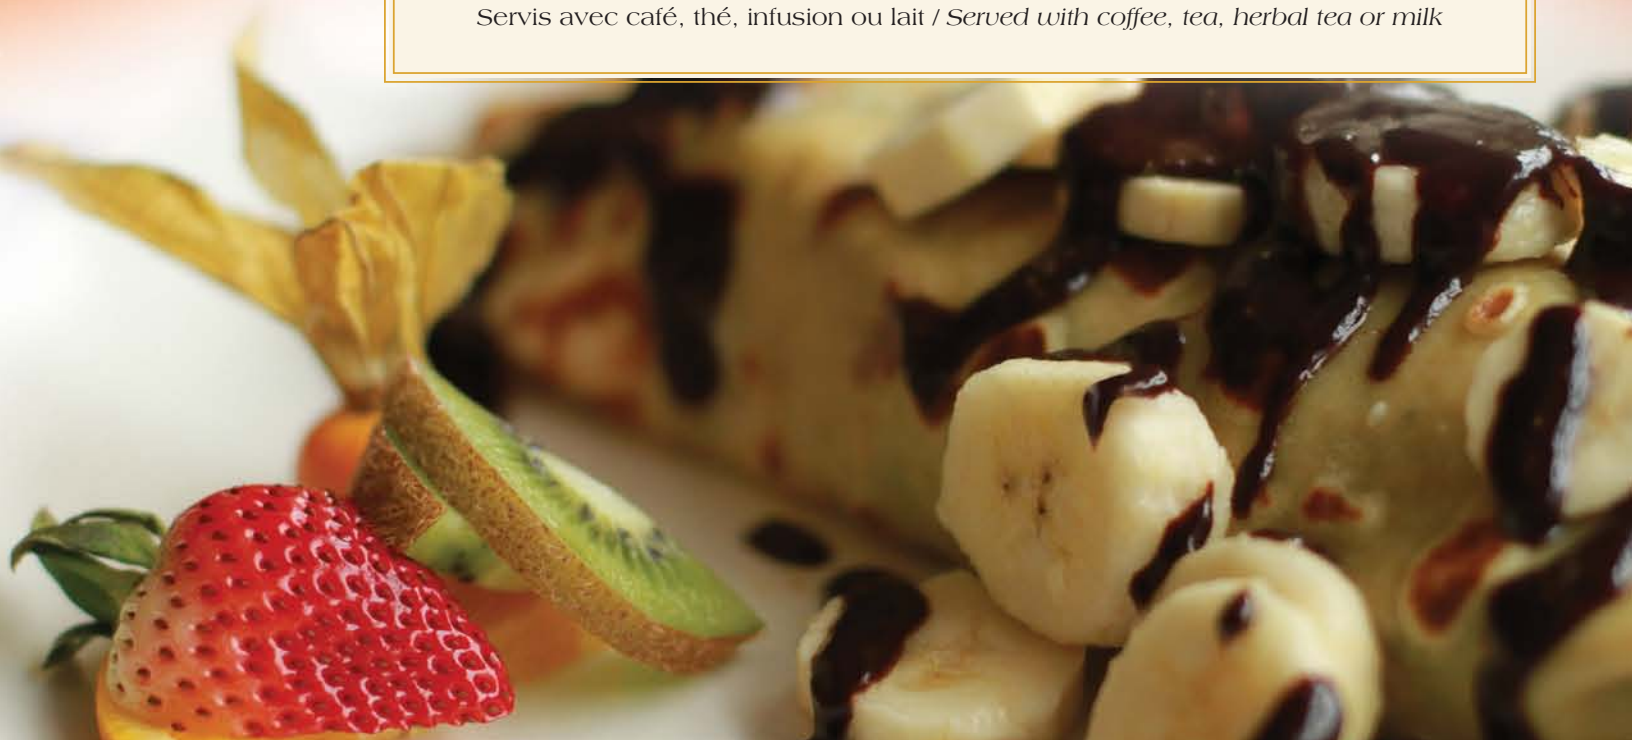 Servis avec café, thé, infusion ou lait / Served with coffee, tea, herbal tea or milk